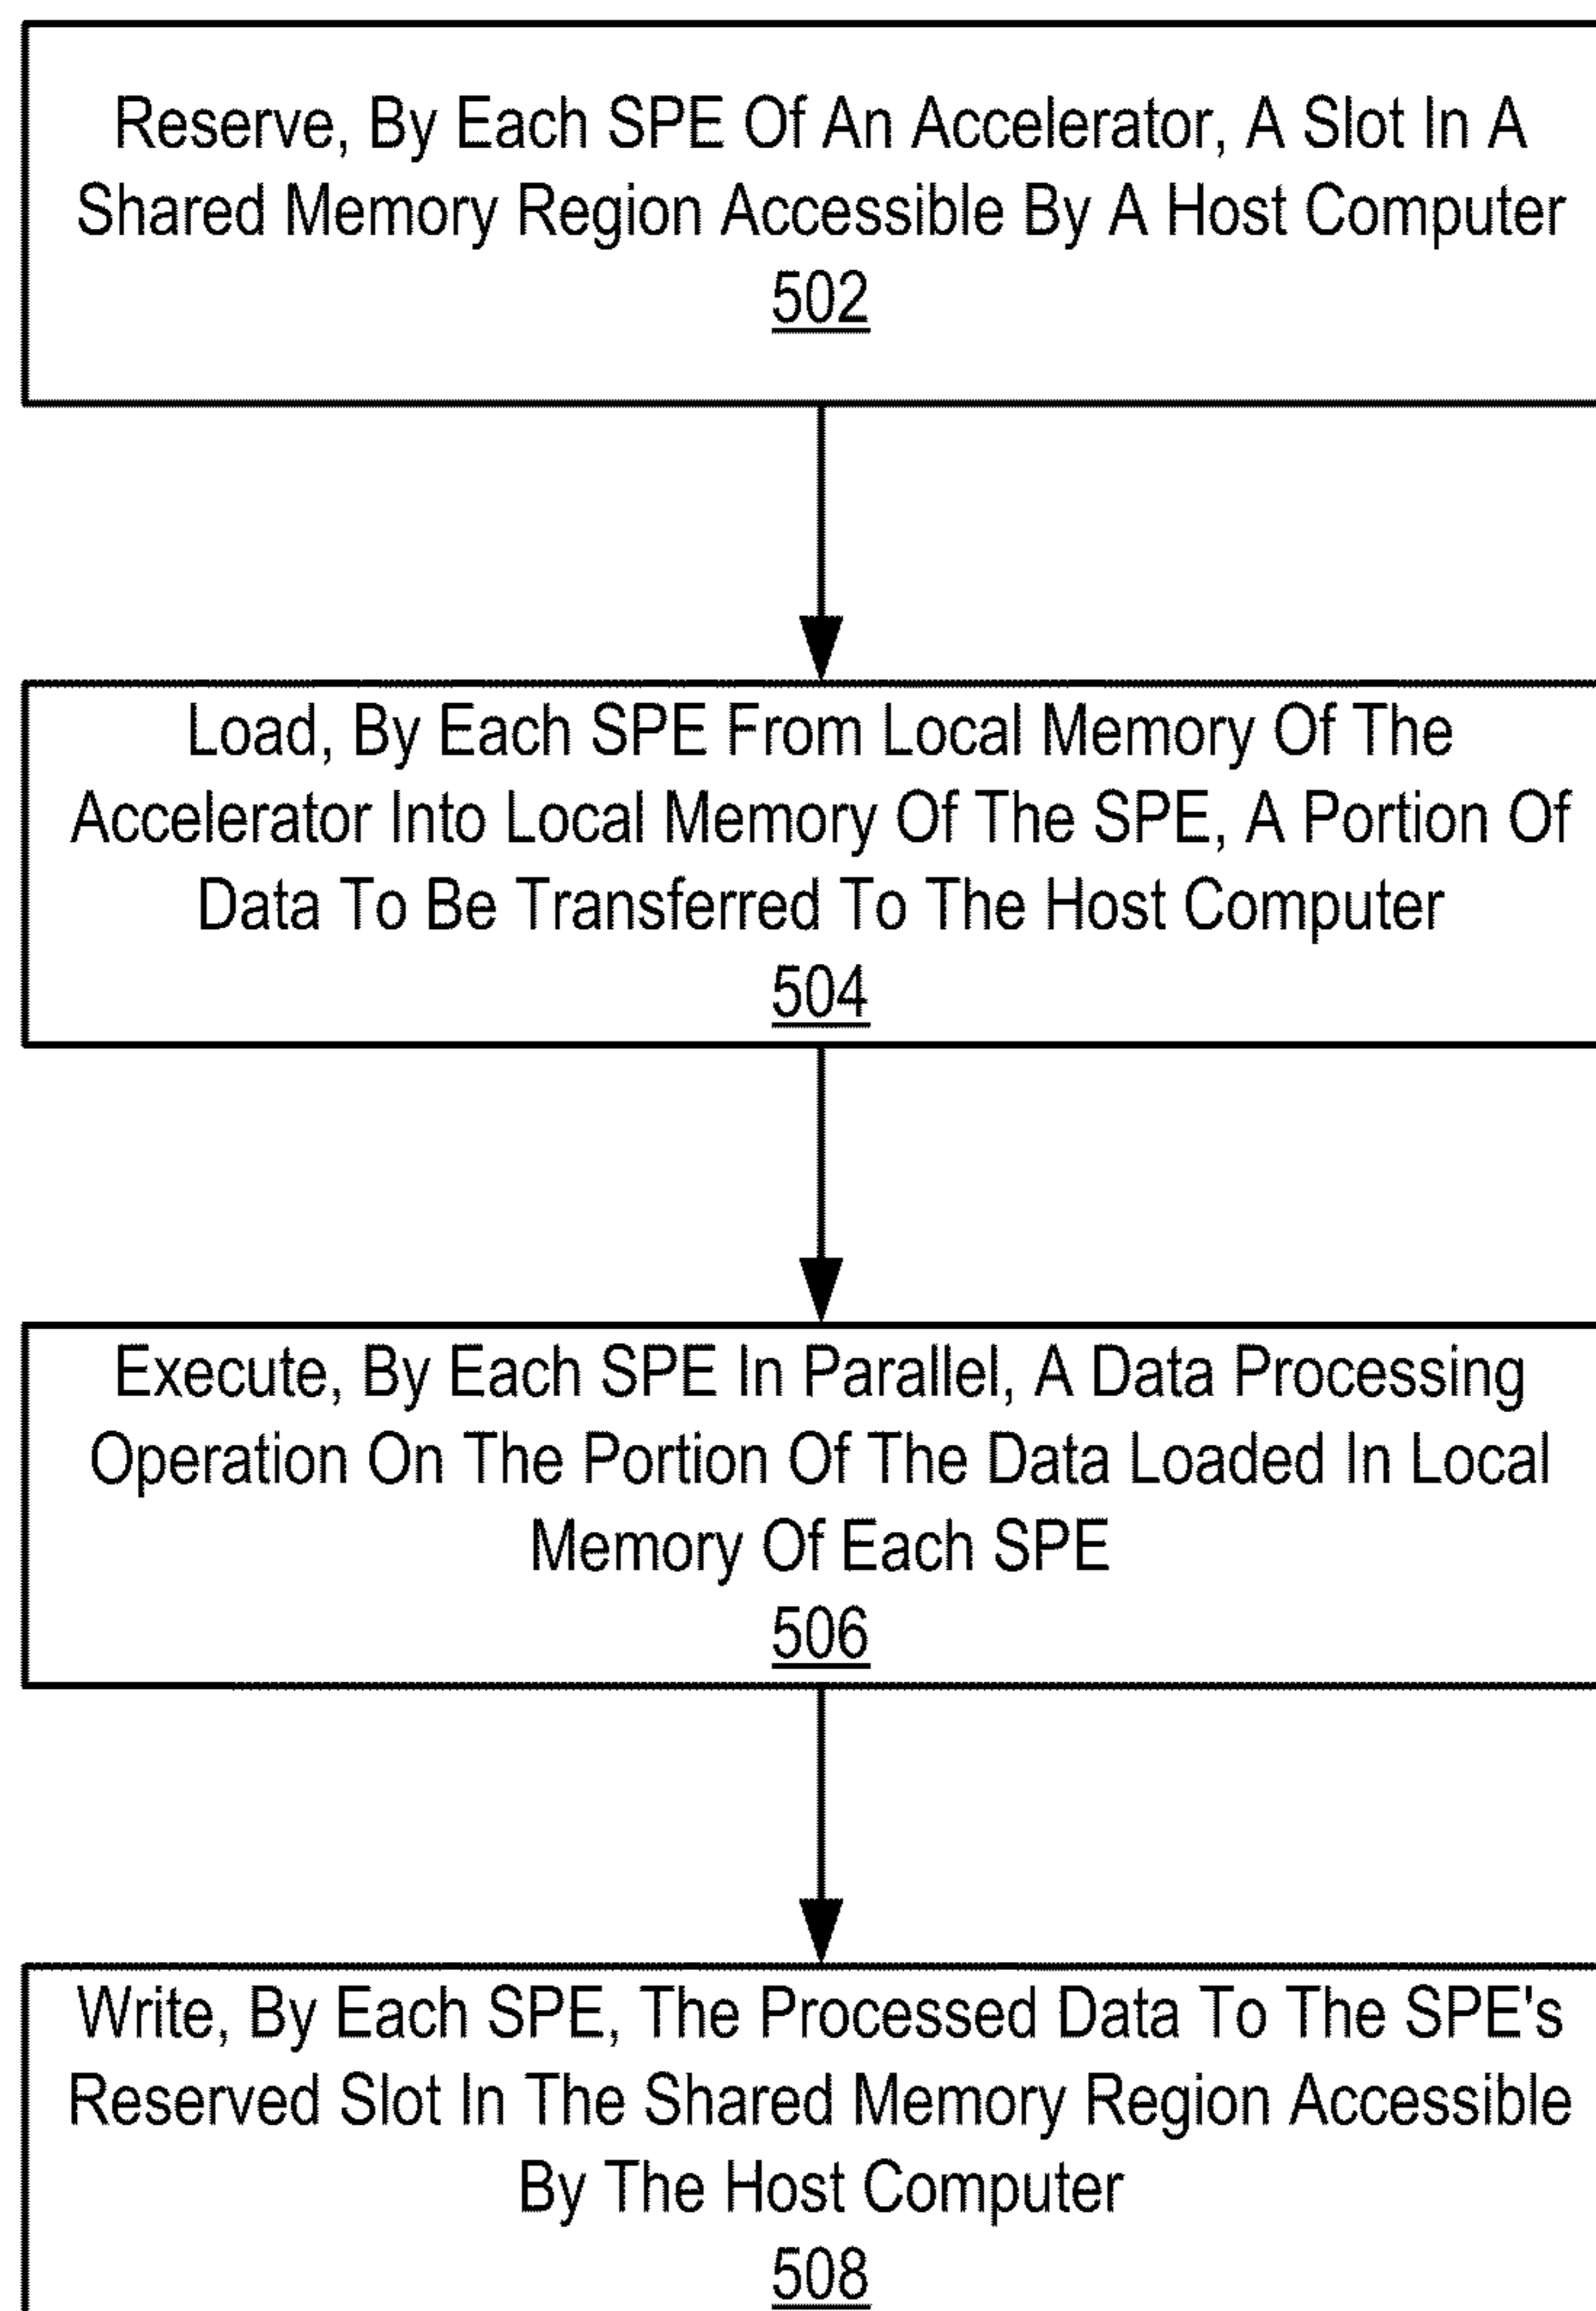 Reserve, By Each SPE Of An Accelerator, A Slot In A
Shared Memory Region Accessible By A Host Computer
502
Load, By Each SPE From Local Memory Of The
Accelerator Into Local Memory Of The SPE, A Portion Of
Data To Be Transferred To The Host Computer
504
Execute, By Each SPE In Parallel, A Data Processing
Operation On The Portion Of The Data Loaded In Local
Memory Of Each SPE
506
Write, By Each SPE, The Processed Data To The SPE's
Reserved Slot In The Shared Memory Region Accessible
By The Host Computer
508